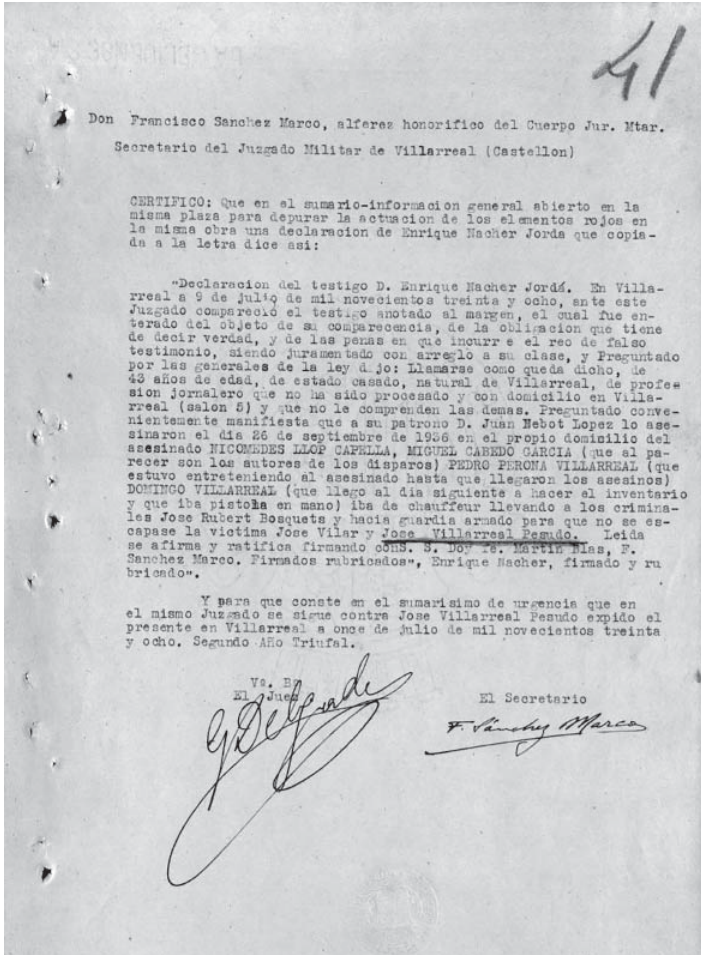 41
Don Francisco Sanchez Marco, alferez honorifico del Cuerpo Jur. Mtar.
Secretario del Juzgado Militar de Villarreal (Castellon)
CERTIFICO: Que en el sumario-informacion general abierto en la
misma plaza para depurar la actuacion de los elementos rojos en
la misma obra una declaracion de Enrique Nacher Jorda que copia-
da a la letra dice asi:
"Declaracion del testigo D. Enrique Nacher Jordá. En Villa-
rreal a 9 de julio de mil novecientos treinta y ocho, ante este
Juzgado compareció el testigo anotado al margen, el cual fue en-
terado del objeto de su comparecencia, de la obligacion que tiene
de decir verdad, y de las penas en que incurr e el reo de falso
testimonio, siendo juramentado con arreglo a su clase, y Preguntado
por las generales de la ley dijo: Llamarse como queda dicho, de
43 años de edad, de estado casado, natural de Villarreal, de profe
sion jornalero que no ha sido procesado y con domicilio en Villa-
rreal (salon 5) y que no le comprenden las demas. Preguntado conve-
nientemente manifiesta que a su patrono D. Juan Nebot Lopez lo ase-
sinaron el dia 26 de septiembre de 1936 en el propio domicilio del
asesinado NICOMEDES LLOP CAPELLA, MIGUEL CABEDO GARCIA (que al pa-
recer son los autores de los disparos) PEDRO PERONA VILLARREAL (que
estuvo entreteniendo al asesinado hasta que llegaron los asesinos)
DOMINGO VILLARREAL (que llego al dia siguiente a hacer el inventario
y que iba pistola en mano) iba de chauffeur llevando a los crimina-
les Jose Rubert Bosquets y hacia guardia armado para que no se es-
capase la victima Jose Vilar y Jose Villarreal Pesudo. Leida
se afirma y ratifica firmando conS. S. Doy fe. Martin Blas, F.
Sanchez Marco. Firmados rubricados", Enrique Nacher, firmado y ru
bricado".
Y para que conste en el sumarisimo de urgencia que en
el mismo Juzgado se sigue contra Jose Villarreal Pesudo expido el
presente en Villarreal a once de julio de mil novecientos treinta
y ocho. Segundo Año Triufal.
Vº. B
El Juez
El Secretario
F. Sánchez Marco